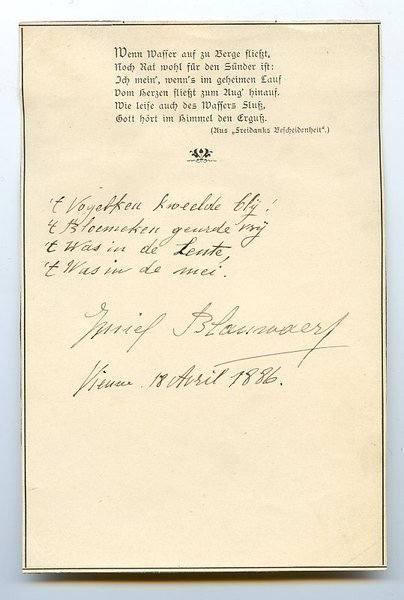 Wenn Wasser auf zu Berge fließt,
Noch Rat wohl für den Sünder ist:
Ich mein', wenn's im geheimen Lauf
Vom Herzen fließt zum Aug' hinauf.
Wie leise auch des Wassers Fluß,
Gott hört im Himmel den Erguß.
(Aus „Freidanks Bescheidenheit“.)
't Vogelken kweelde blij!
't Bloemeken geurde vrij
't Was in de Lente,
't Was in de mei.
Emiel Blauwaert
Vienne 18 Avril 1886.